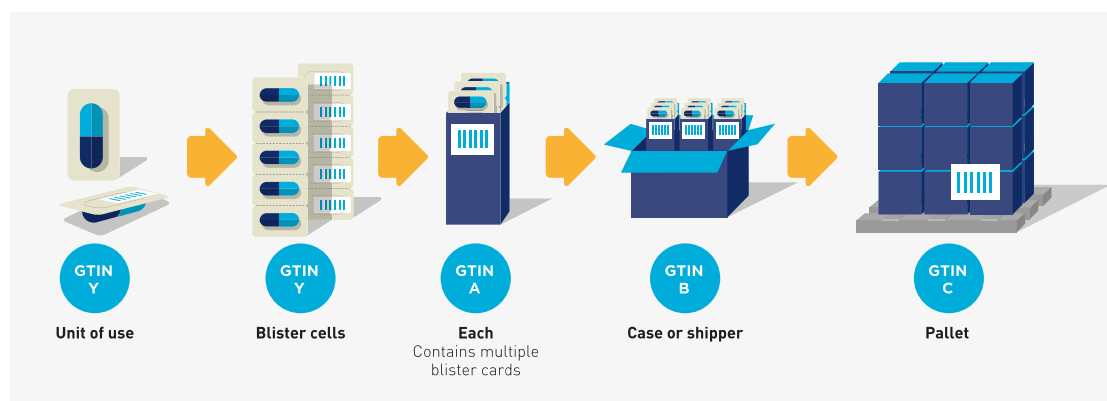 GTIN
Y
GTIN
Y
GTIN
A
GTIN
B
GTIN
C
Unit of use
Blister cells
Each
Contains multiple
blister cards
Case or shipper
Pallet